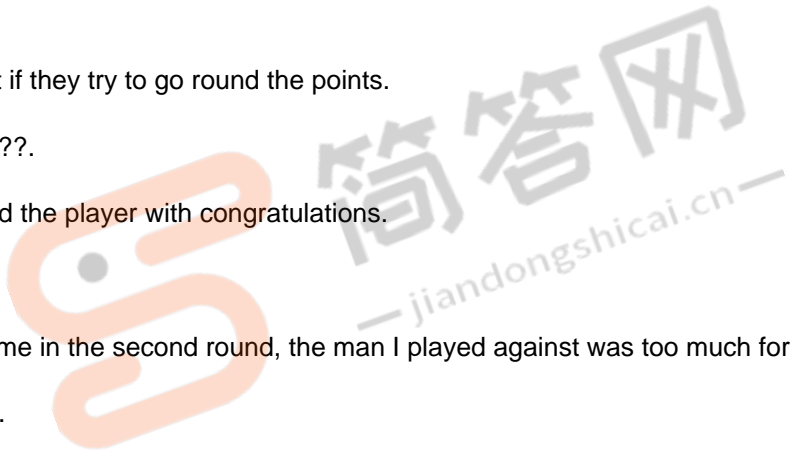 if they try to go round the points.
??.
d the player with congratulations.
简答网
jiandongshicai.cn
me in the second round, the man I played against was too much for
.